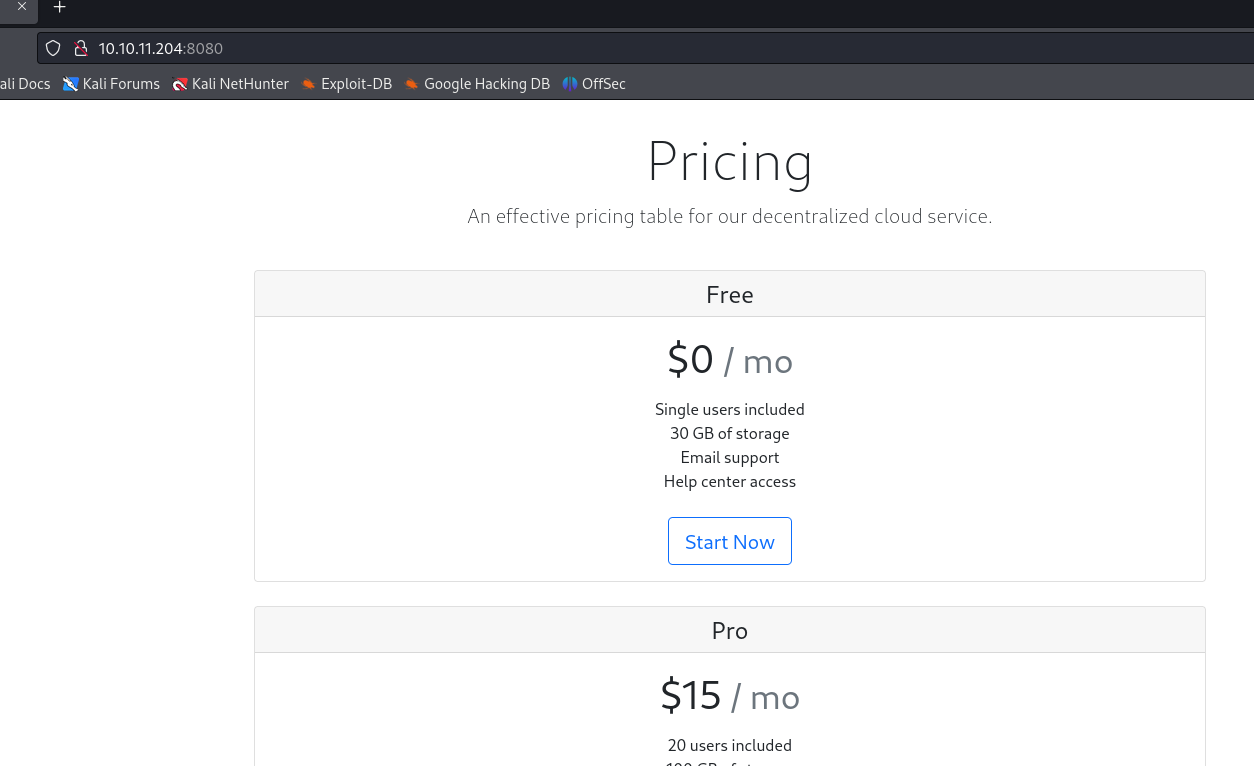 10.10.11.204:8080
ali Docs Kali Forums Kali NetHunter Exploit-DB Google Hacking DB OffSec
Pricing
An effective pricing table for our decentralized cloud service.
Free
$0 / mo
Single users included
30 GB of storage
Email support
Help center access
Start Now
Pro
$15 / mo
20 users included